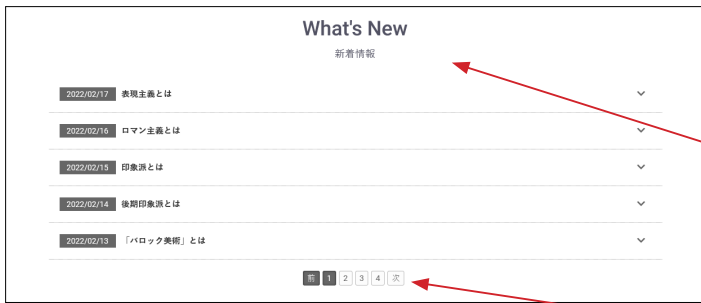 What's New
新着情報
2022/02/17 表現主義とは
2022/02/16 ロマン主義とは
2022/02/15 印象派とは
2022/02/14 後期印象派とは
2022/02/13 「バロック美術」とは
前 1 2 3 4 次